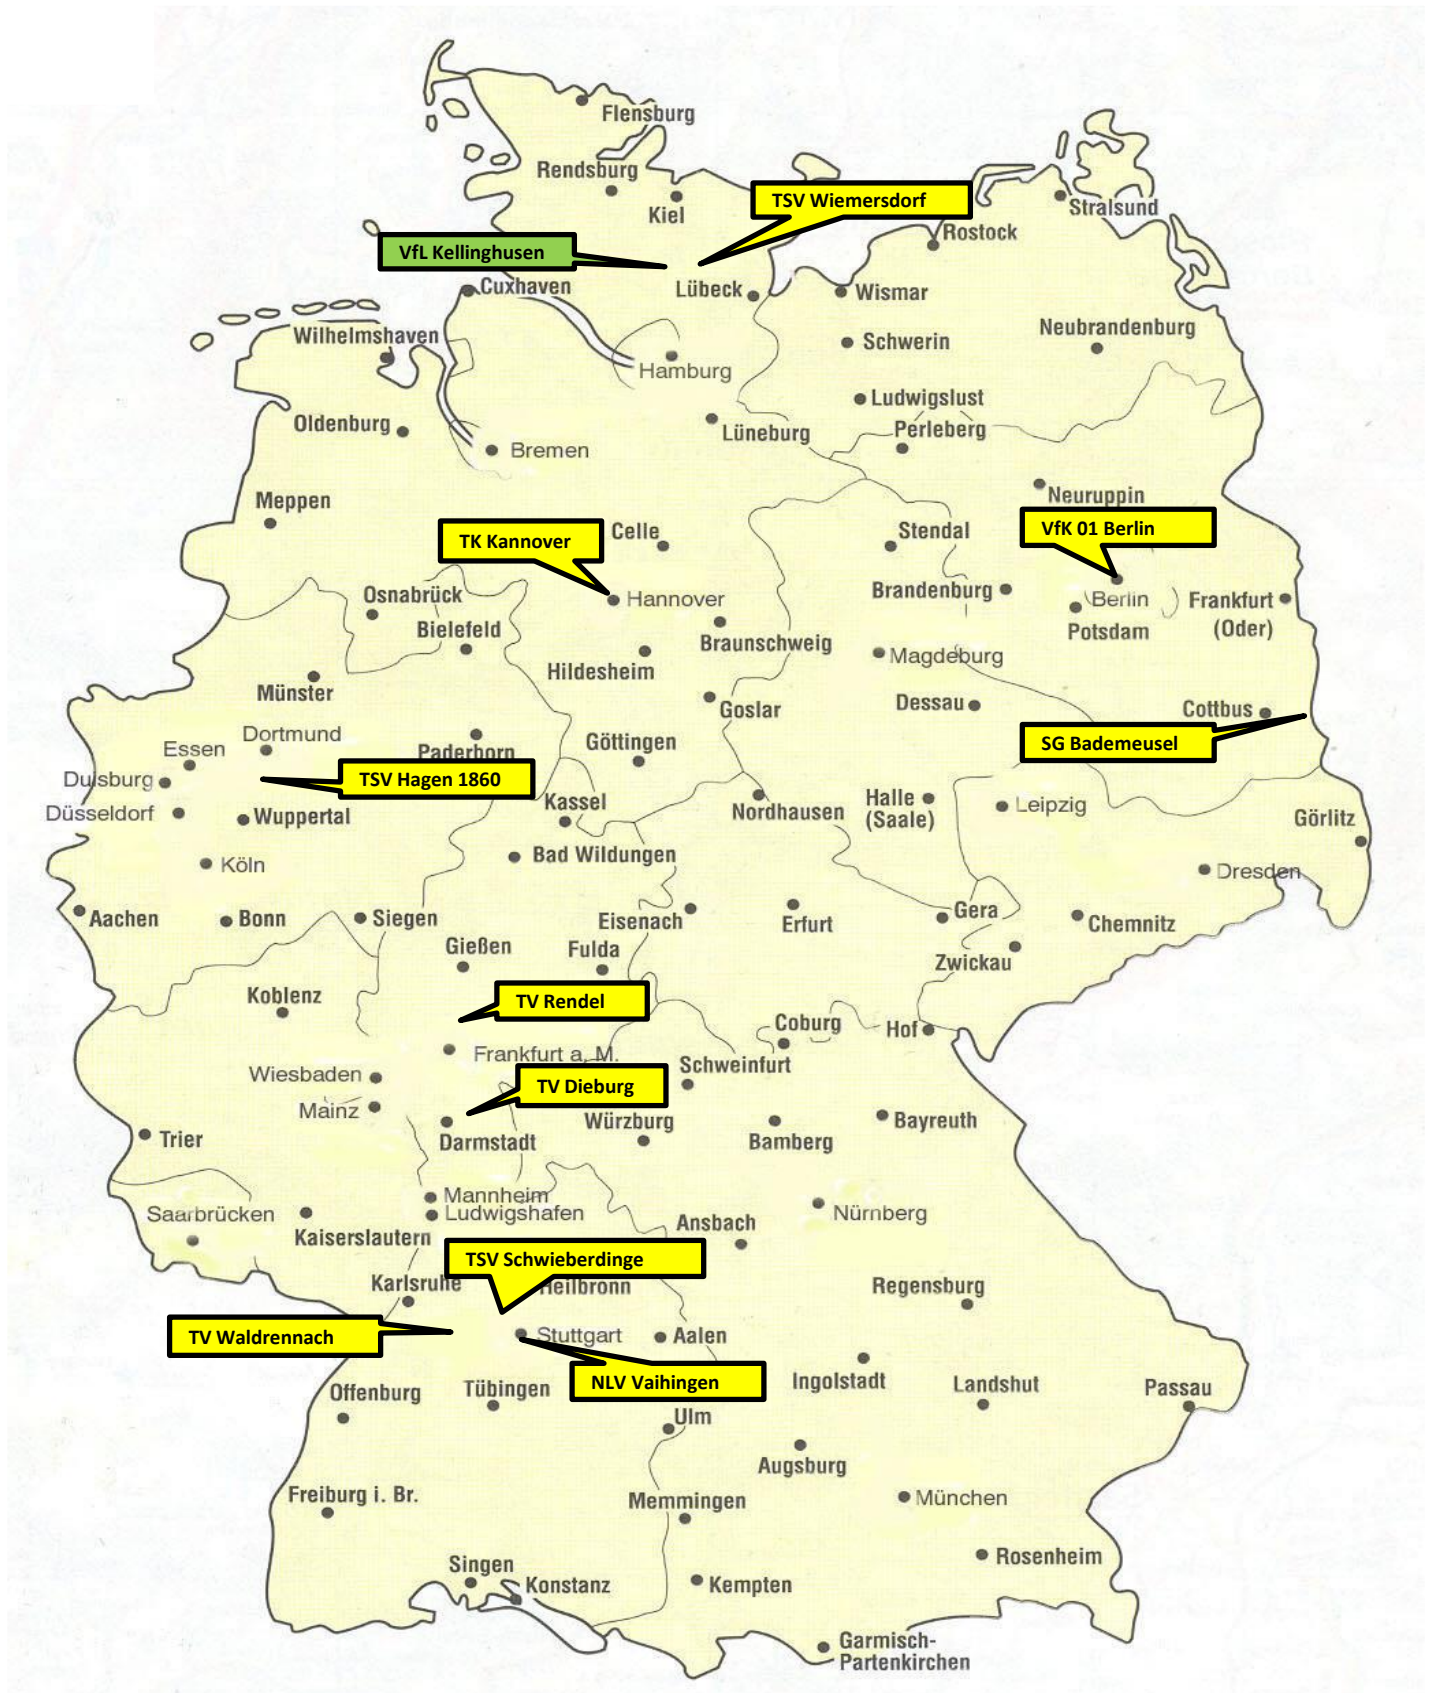 Flensburg
Rendsburg
Kiel
TSV Wiemersdorf
Stralsund
Rostock
VfL Kellinghusen
Cuxhaven
Lübeck
Wismar
Wilhelmshaven
Schwerin
Neubrandenburg
Hamburg
Ludwigslust
Oldenburg
Lüneburg
Perleberg
Bremen
Meppen
Neuruppin
TK Kannover
Celle
Stendal
VfK 01 Berlin
Osnabrück
Hannover
Brandenburg
Berlin
Frankfurt
(Oder)
Bielefeld
Braunschweig
Potsdam
Hildesheim
Magdeburg
Münster
Goslar
Dessau
Cottbus
Dortmund
Essen
Paderborn
Göttingen
SG Bademeusel
Duisburg
TSV Hagen 1860
Düsseldorf
Wuppertal
Kassel
Nordhausen
Halle
(Saale)
Leipzig
Görlitz
Köln
Bad Wildungen
Dresden
Aachen
Bonn
Siegen
Eisenach
Erfurt
Gera
Chemnitz
Gießen
Fulda
Zwickau
Koblenz
TV Rendel
Coburg
Hof
Frankfurt a. M.
Schweinfurt
Wiesbaden
TV Dieburg
Mainz
Würzburg
Bayreuth
Trier
Darmstadt
Bamberg
Mannheim
Ludwigshafen
Saarbrücken
Kaiserslautern
Ansbach
Nürnberg
TSV Schwieberdinge
Karlsruhe
Heilbronn
Regensburg
TV Waldrennach
Stuttgart
Aalen
NLV Vaihingen
Ingolstadt
Landshut
Passau
Offenburg
Tübingen
Ulm
Augsburg
Freiburg i. Br.
Memmingen
München
Singen
Konstanz
Kempten
Rosenheim
Garmisch-
Partenkirchen